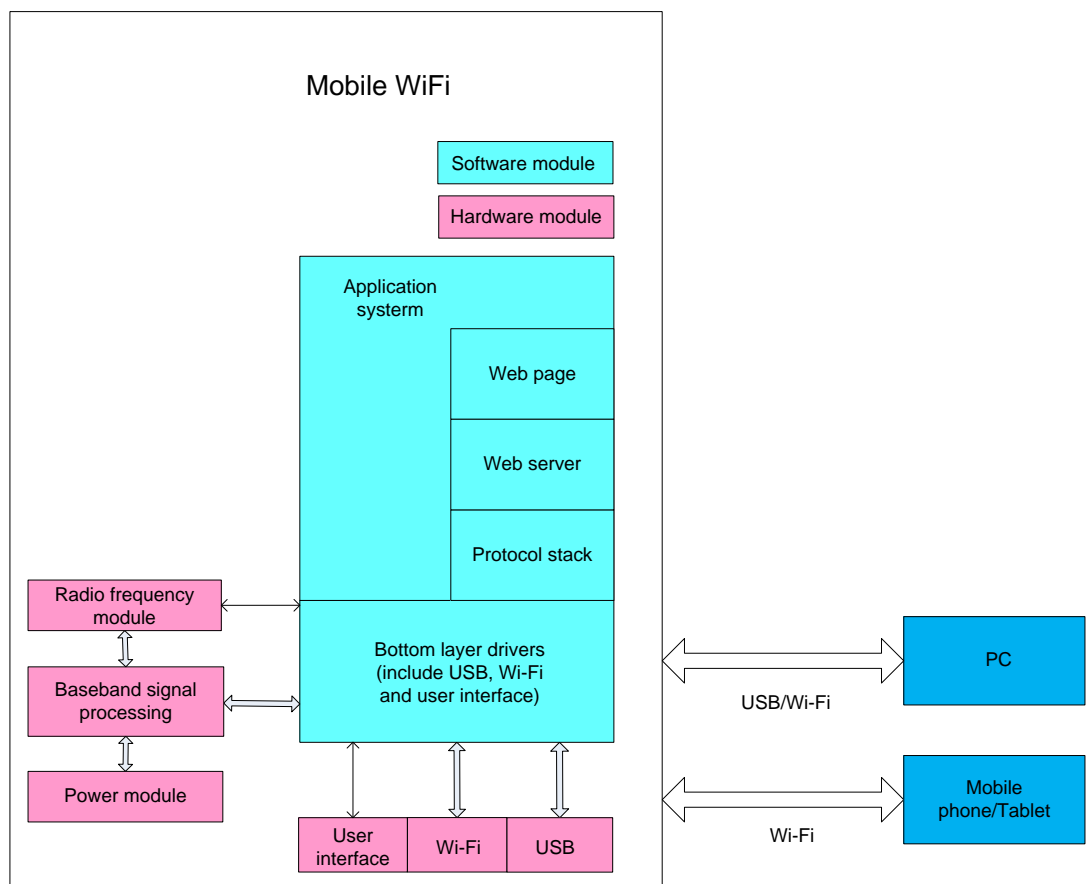 Mobile WiFi
Software module
Hardware module
Application
systerm
Web page
Web server
Protocol stack
Radio frequency
module
Baseband signal
processing
Power module
Bottom layer drivers
(include USB, Wi-Fi
and user interface)
User
interface
Wi-Fi
USB
PC
USB/Wi-Fi
Mobile
phone/Tablet
Wi-Fi